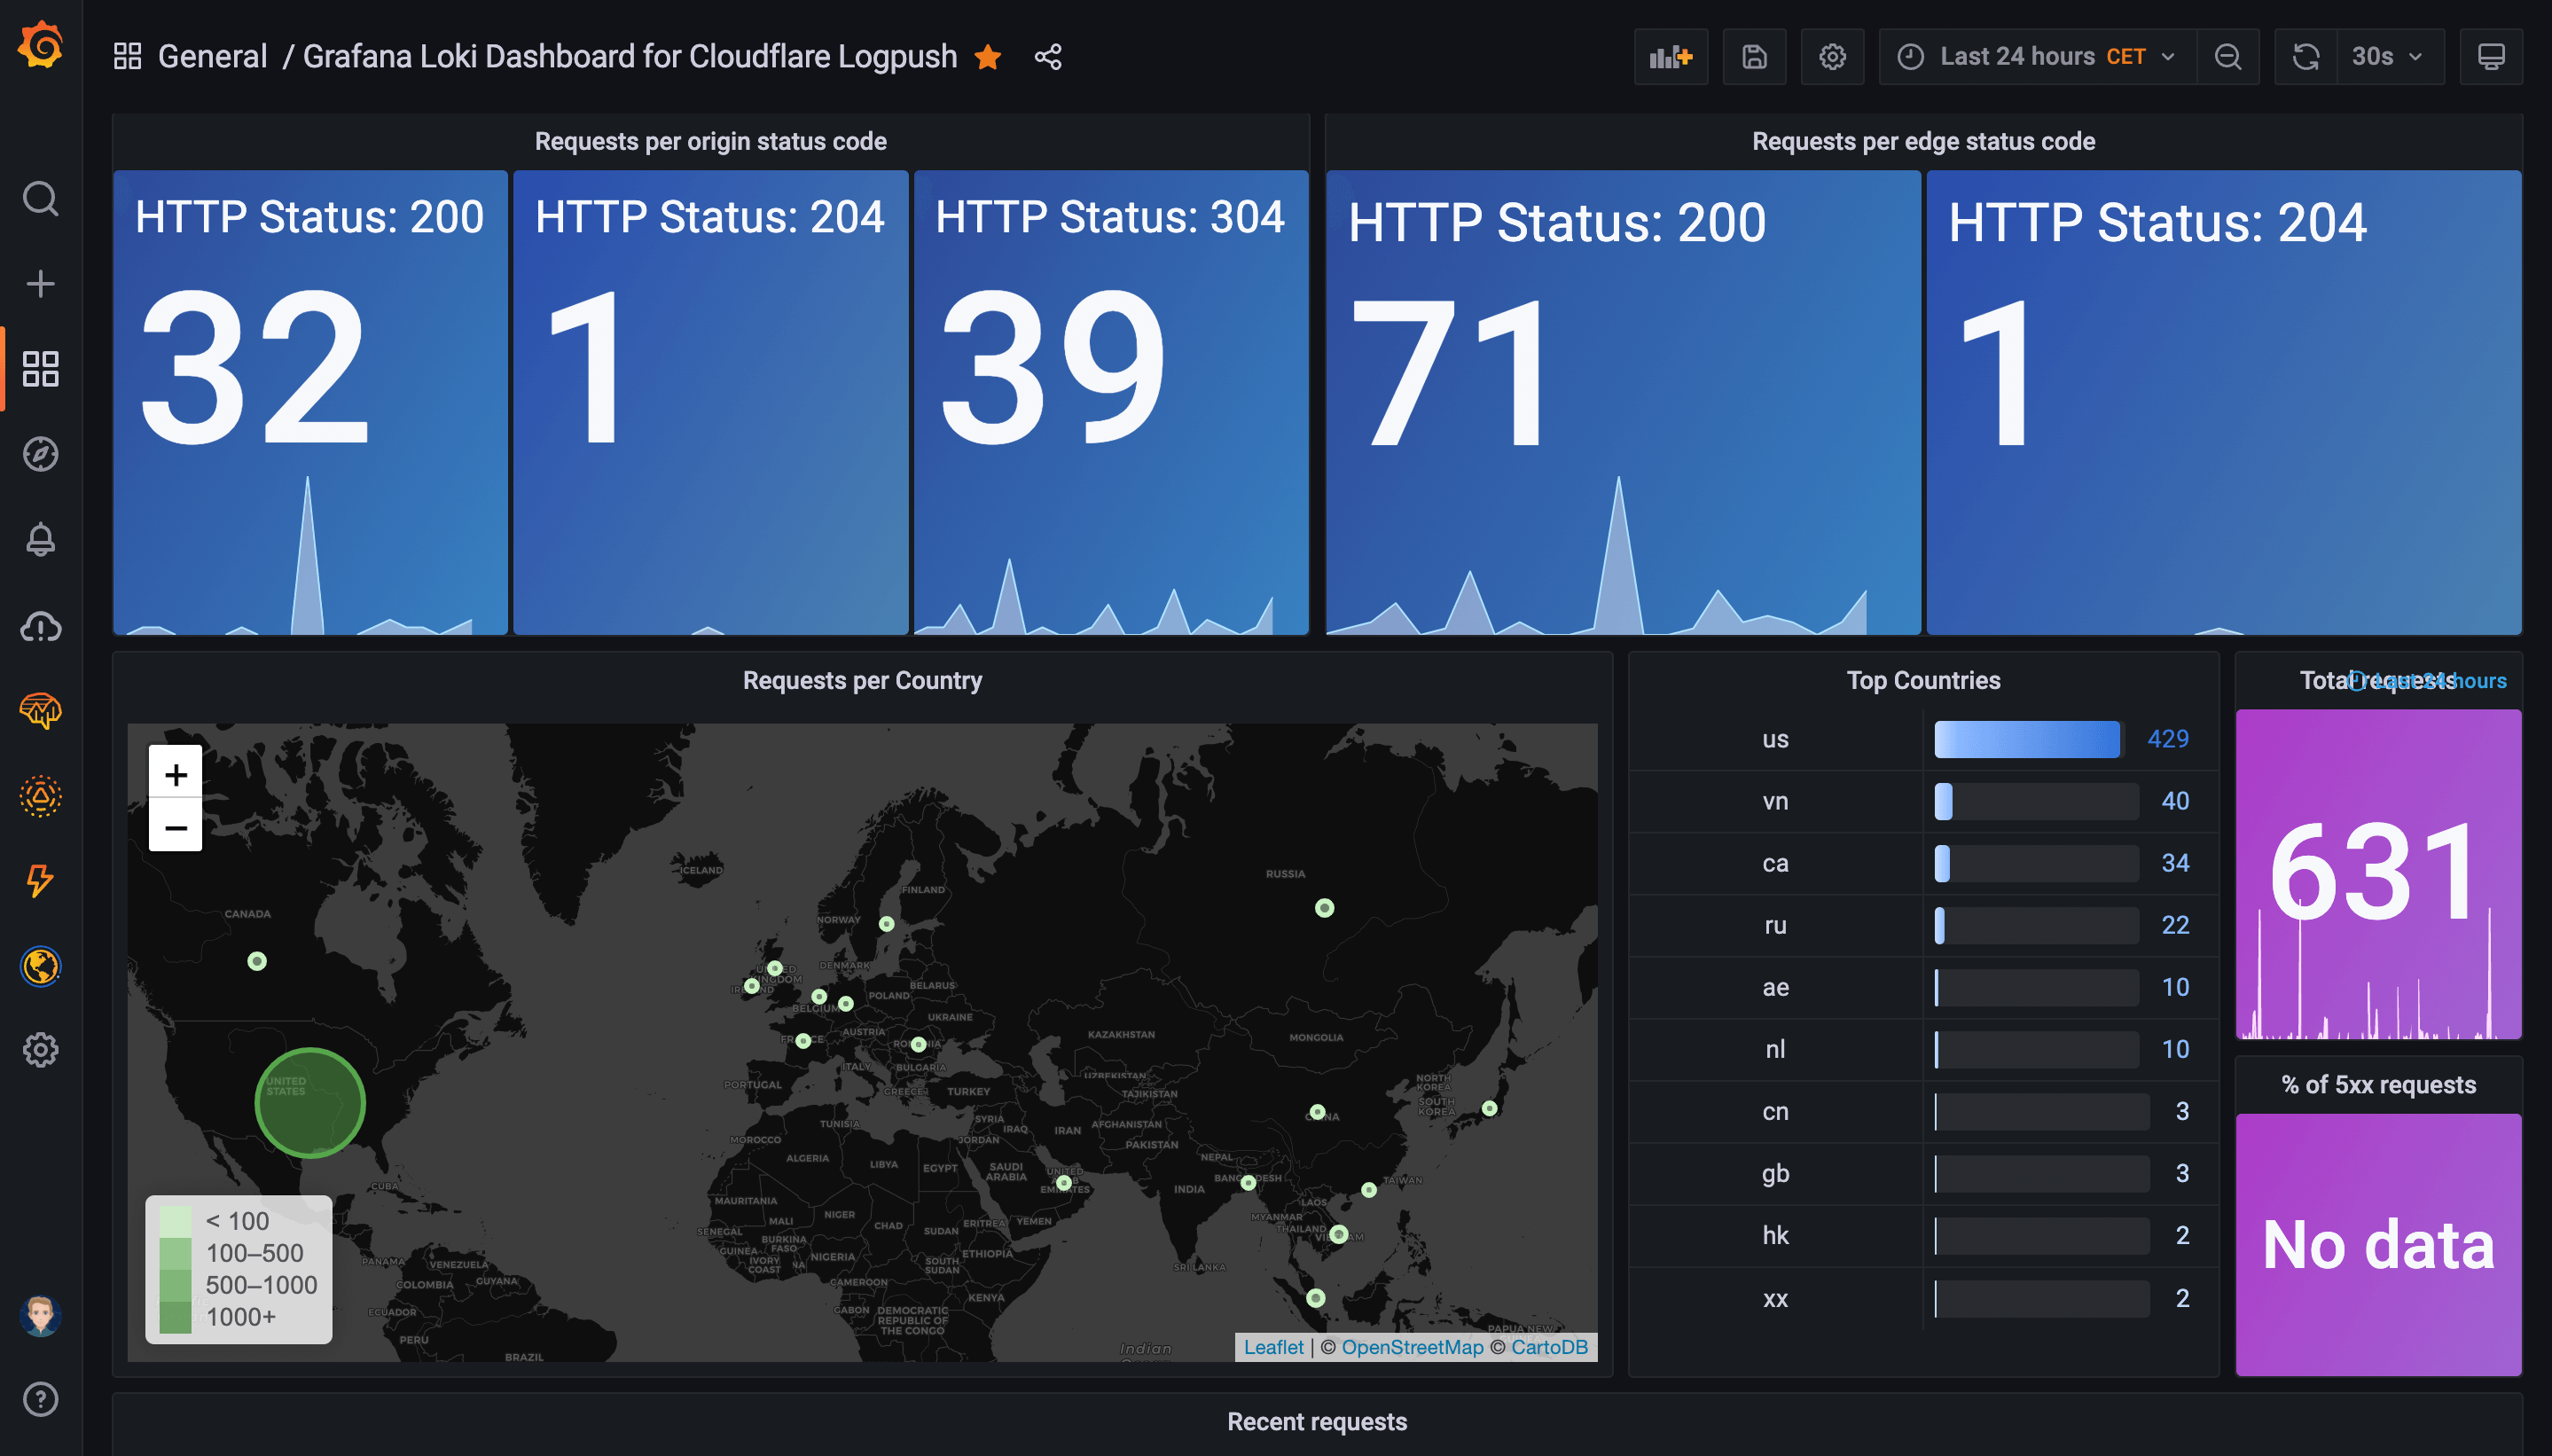 General / Grafana Loki Dashboard for Cloudflare Logpush
Last 24 hours CET
30s
Requests per origin status code
HTTP Status: 200
32
HTTP Status: 204
1
HTTP Status: 304
39
Requests per edge status code
HTTP Status: 200
71
HTTP Status: 204
1
Requests per Country
+
−
ICELAND
RUSSIA
FINLAND
NORWAY
CANADA
DENMARK
BELARUS
POLAND
BELGIUM
UKRAINE
AUSTRIA
KAZAKHSTAN
MONGOLIA
ITALY
BULGARIA
UZBEKISTAN
UNITED
STATES
PORTUGAL
GREECE
TURKEY
TAJIKISTAN
NORTH
KOREA
SOUTH
KOREA
SYRIA
TUNISIA
IRAQ
IRAN
AFGHANISTAN
MOROCCO
JORDAN
PAKISTAN
ALGERIA
LIBYA
EGYPT
SAUDI
ARABIA
NEPAL
UNITED
EMIRATES
INDIA
TAIWAN
CUBA
MAURITANIA
LAOS
NIGER
MALI
CHAD
SUDAN
ERITREA
YEMEN
MYANMAR
THAILAND
SENEGAL
BURKINA
FASO
GUINEA
IVORY
COAST
NIGERIA
ETHIOPIA
SOUTH
SUDAN
SRI LANKA
PANAMA
VENEZUELA
GUYANA
COLOMBIA
CAMEROON
KENYA
ECUADOR
GABON
DEMOCRATIC
REPUBLIC OF
THE CONGO
PERU
BRAZIL
Indian
PAPUA NEW
< 100
100–500
500–1000
1000+
Leaflet | © OpenStreetMap © CartoDB
Top Countries
us 429
vn 40
ca 34
ru 22
ae 10
nl 10
cn 3
gb 3
hk 2
xx 2
Total requests
Last 24 hours
631
% of 5xx requests
No data
Recent requests